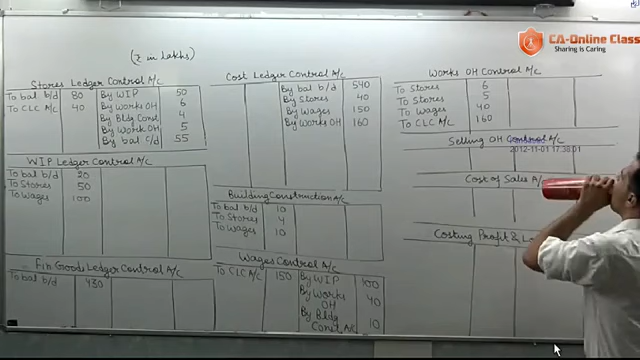 CA-Online Class
Sharing is Caring
2012-11-01 17:38:01
(₹ in Lakhs)
Stores Ledger Control A/c
To bal b/d 80 By WIP 50
To CLC A/c 40 By Works OH 6
By Bldg Const 4
By Work OH 5
By bal c/d 55
WIP Ledger Control A/c
To bal b/d 20
To Stores 50
To Wages 100
Fin Goods Ledger Control A/c
To bal b/d 430
Cost Ledger Control A/c
By bal b/d 540
By Stores 40
By Wages 150
By Works OH 160
Building Construction A/c
To bal b/d 10
To Stores 4
To Wages 10
Wages Control A/c
To CLC A/c 150 By WIP 100
By Works OH 40
By Bldg Const. A/c 10
Works OH Control A/c
To Stores 6
To Stores 5
To Wages 40
To CLC A/c 160
Selling OH Control A/c
Cost of Sales A/c
Costing Profit &